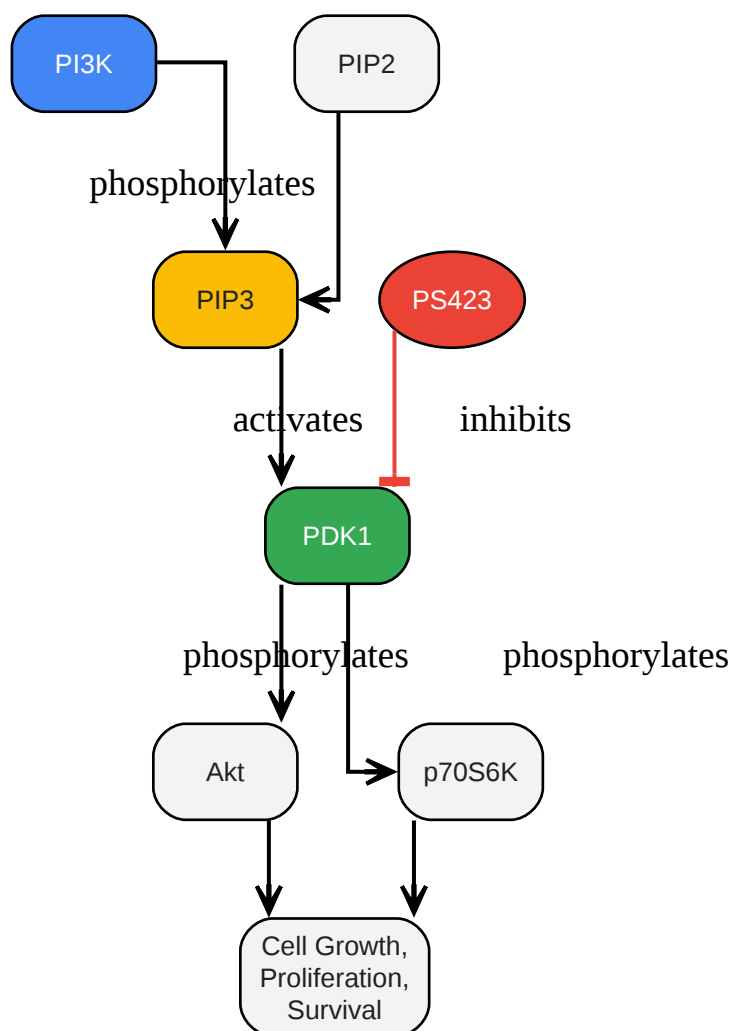 PI3K
PIP2
phosphorylates
PIP3
PS423
activates
inhibits
PDK1
phosphorylates
phosphorylates
Akt
p70S6K
Cell Growth,
Proliferation,
Survival